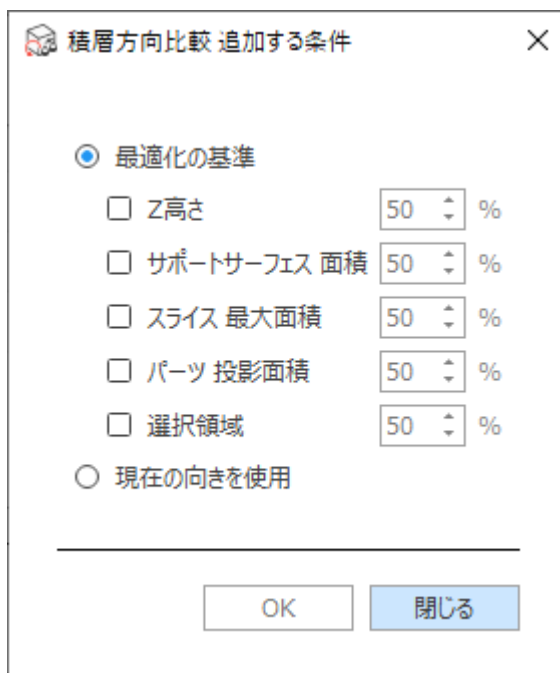 積層方向比較 追加する条件
最適化の基準
Z高さ 50 %
サポートサーフェス 面積 50 %
スライス 最大面積 50 %
パーツ 投影面積 50 %
選択領域 50 %
現在の向きを使用
OK 閉じる